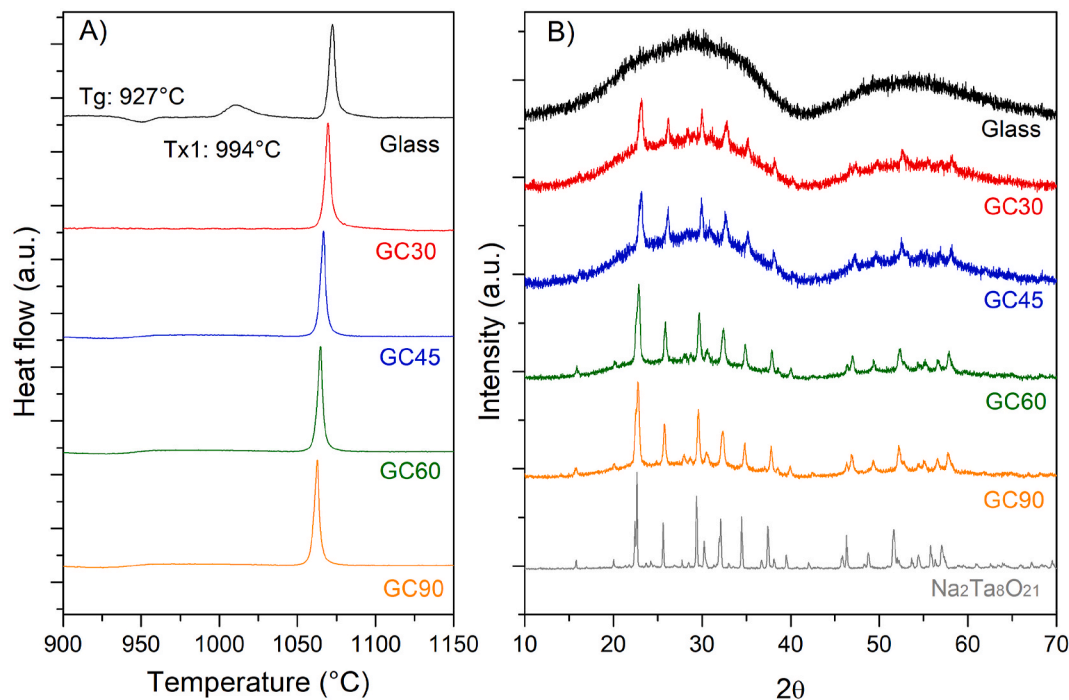 A)
Tg: 927°C
Tx1: 994°C
Glass
GC30
GC45
GC60
GC90
Heat flow (a.u.)
900 950 1000 1050 1100 1150
Temperature (°C)
B)
Glass
GC30
GC45
GC60
GC90
Na₂Ta₈O₂₁
Intensity (a.u.)
10 20 30 40 50 60 70
2θ